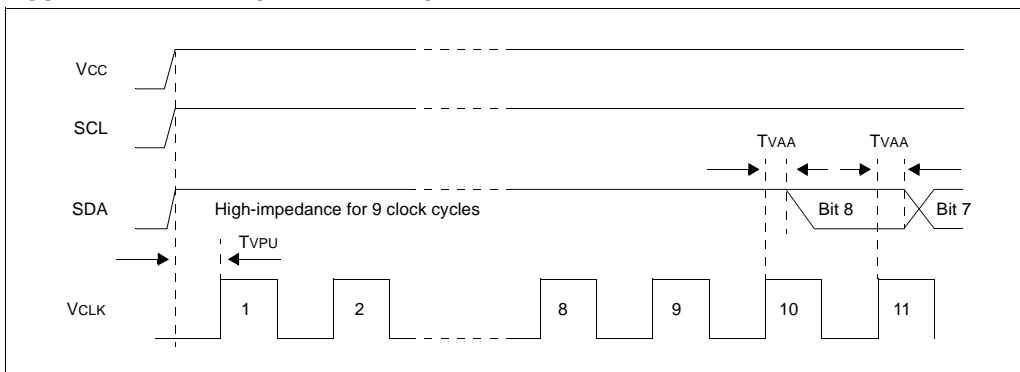 VCC
SCL
TVAA TVAA
SDA High-impedance for 9 clock cycles Bit 8 Bit 7
TVPU
VCLK 1 2 8 9 10 11